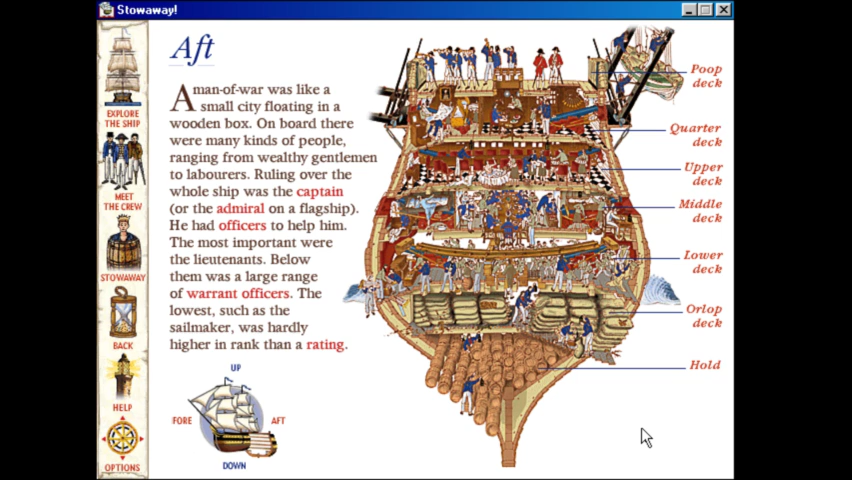 Stowaway!
Aft
A man-of-war was like a
small city floating in a
wooden box. On board there
were many kinds of people,
ranging from wealthy gentlemen
to labourers. Ruling over the
whole ship was the captain
(or the admiral on a flagship).
He had officers to help him.
The most important were
the lieutenants. Below
them was a large range
of warrant officers. The
lowest, such as the
sailmaker, was hardly
higher in rank than a rating.
EXPLORE
THE SHIP
MEET
THE CREW
STOWAWAY
BACK
HELP
OPTIONS
UP
FORE
AFT
DOWN
Poop
deck
Quarter
deck
Upper
deck
Middle
deck
Lower
deck
Orlop
deck
Hold